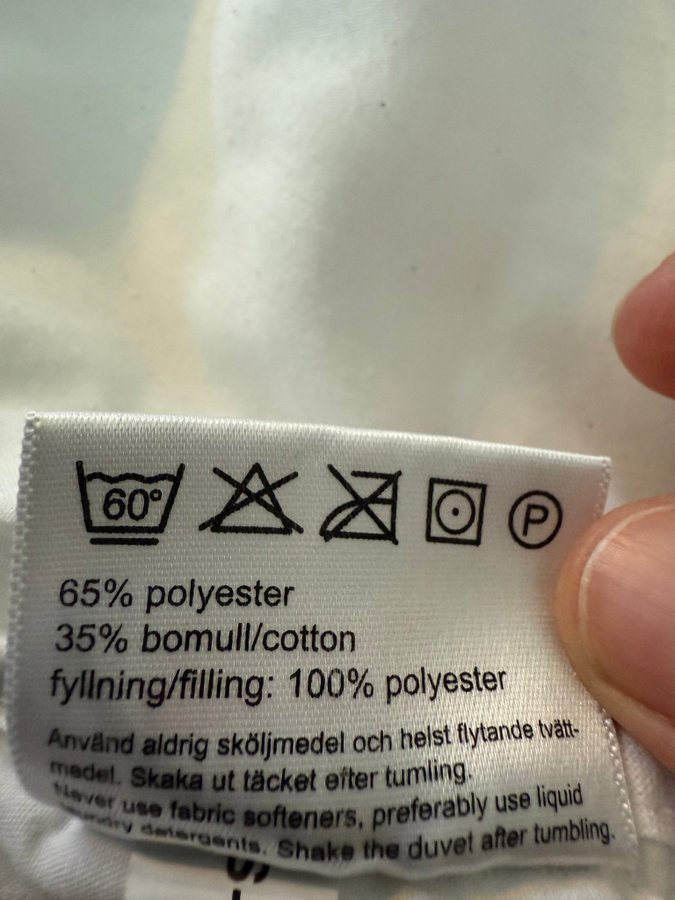 60°
P
65% polyester
35% bomull/cotton
fyllning/filling: 100% polyester
Använd aldrig sköljmedel och helst flytande tvätt-
medel. Skaka ut täcket efter tumling.
Never use fabric softeners, preferably use liquid
laundry detergents. Shake the duvet after tumbling.
S